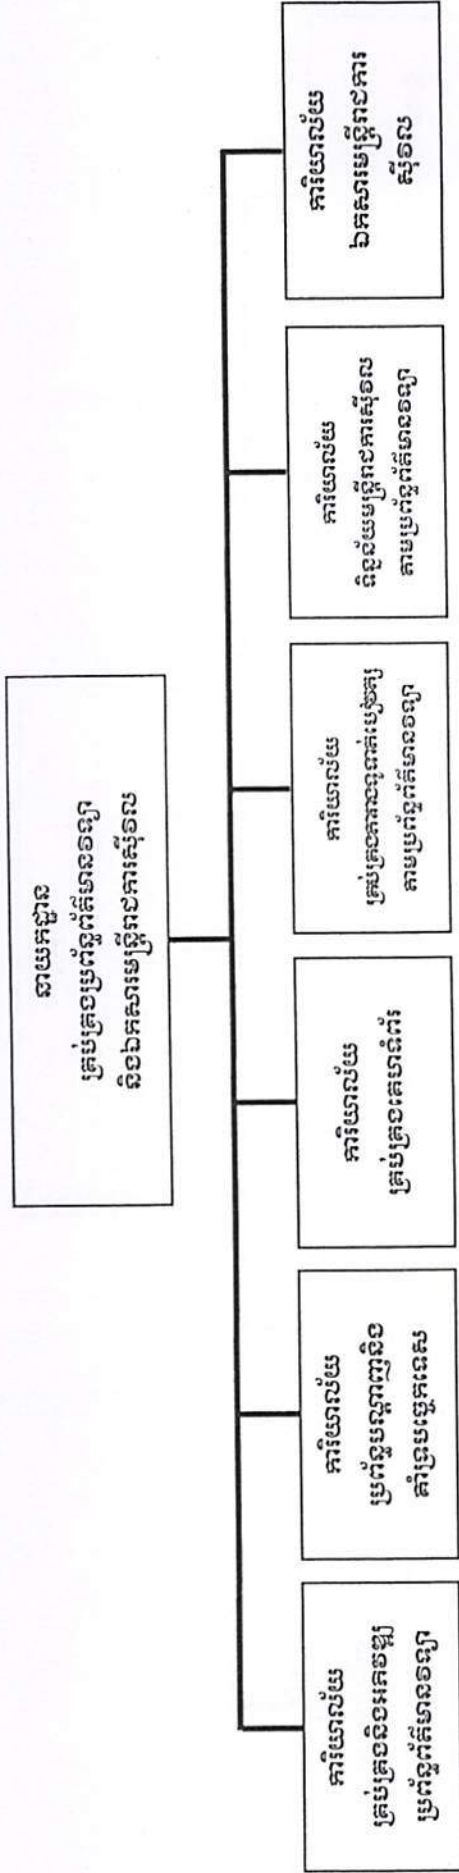 នាយកដ្ឋាន
គ្រប់គ្រងប្រព័ន្ធព័ត៌មានវិទ្យា
និងឯកសារមន្ត្រីរាជការស៊ីវិល
ការិយាល័យ
គ្រប់គ្រងនិងអភិវឌ្ឍ
ប្រព័ន្ធព័ត៌មានវិទ្យា
ការិយាល័យ
ប្រព័ន្ធបណ្តាញនិង
គាំទ្របច្ចេកទេស
ការិយាល័យ
គ្រប់គ្រងគេហទំព័រ
ការិយាល័យ
គ្រប់គ្រងការងារទូទាត់បៀវត្ស
តាមប្រព័ន្ធព័ត៌មានវិទ្យា
ការិយាល័យ
ទិន្នន័យមន្ត្រីរាជការស៊ីវិល
តាមប្រព័ន្ធព័ត៌មានវិទ្យា
ការិយាល័យ
ឯកសារមន្ត្រីរាជការ
ស៊ីវិល